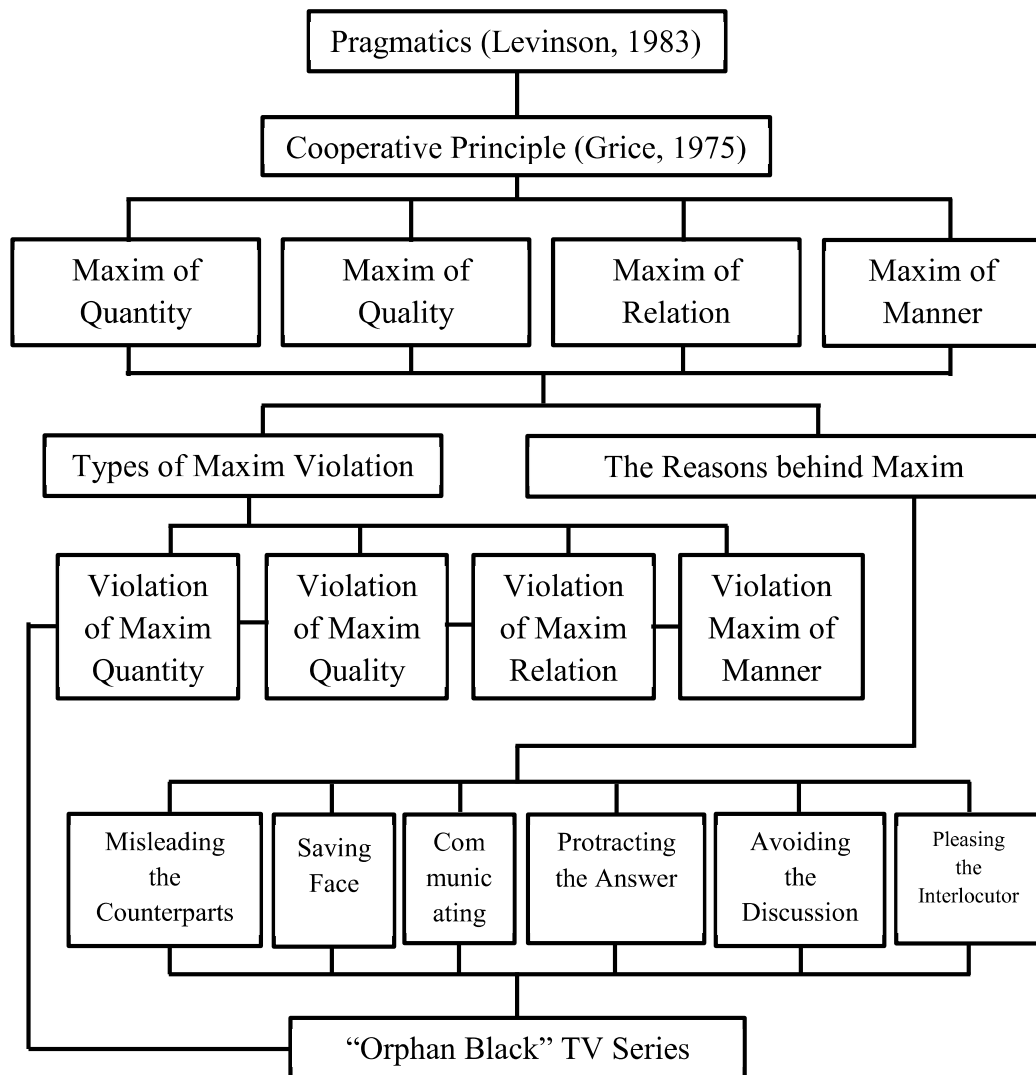 Pragmatics (Levinson, 1983)
Cooperative Principle (Grice, 1975)
Maxim of
Quantity
Maxim of
Quality
Maxim of
Relation
Maxim of
Manner
Types of Maxim Violation
The Reasons behind Maxim
Violation
of Maxim
Quantity
Violation
of Maxim
Quality
Violation
of Maxim
Relation
Violation
Maxim of
Manner
Misleading
the
Counterparts
Saving
Face
Com
munic
ating
Protracting
the Answer
Avoiding
the
Discussion
Pleasing
the
Interlocutor
“Orphan Black” TV Series